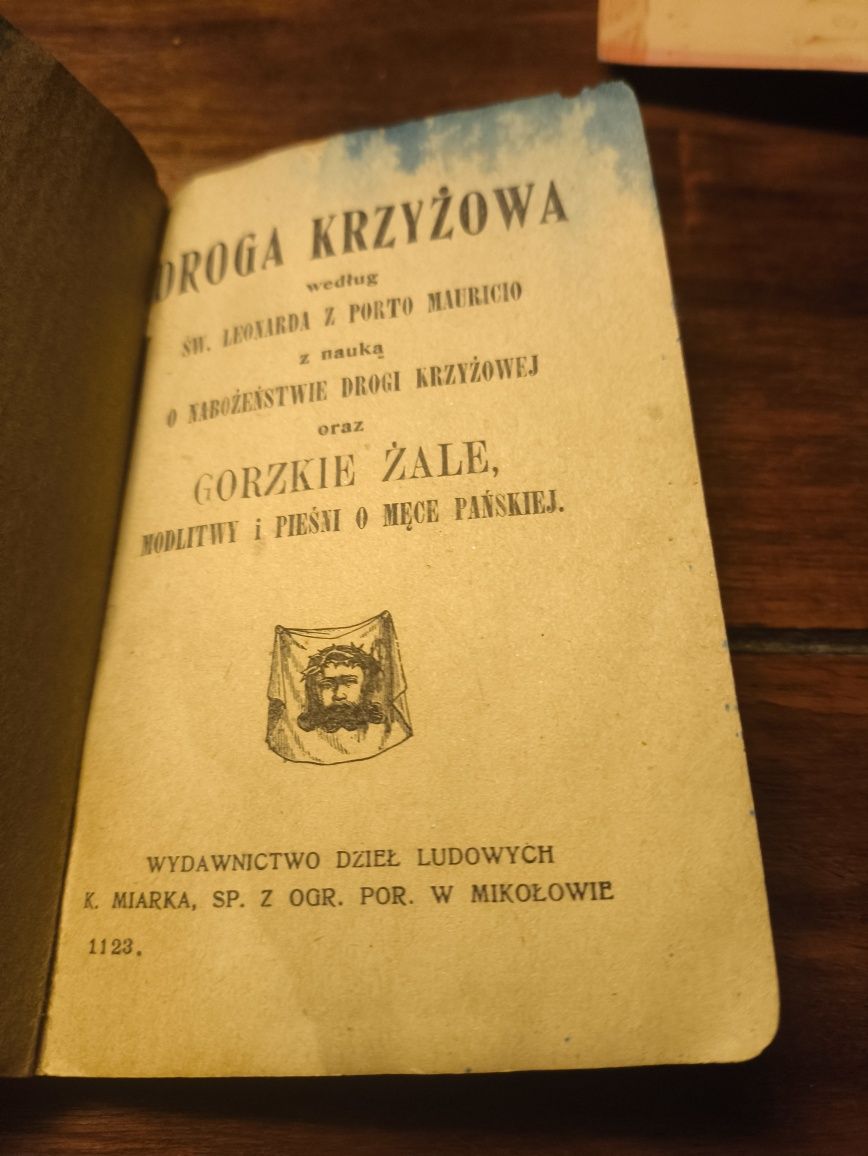 DROGA KRZYŻOWA
według
ŚW. LEONARDA Z PORTO MAURICIO
z nauką
O NABOŻEŃSTWIE DROGI KRZYŻOWEJ
oraz
GORZKIE ŻALE,
MODLITWY i PIEŚNI O MĘCE PAŃSKIEJ.
WYDAWNICTWO DZIEŁ LUDOWYCH
K. MIARKA, SP. Z OGR. POR. W MIKOŁOWIE
1123.